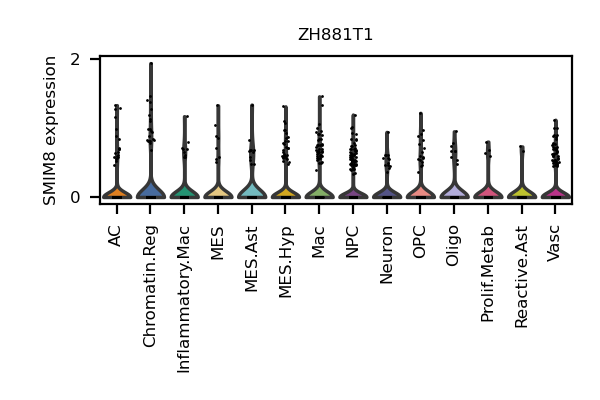 ZH881T1
SMIM8 expression
2
0
AC
Chromatin.Reg
Inflammatory.Mac
MES
MES.Ast
MES.Hyp
Mac
NPC
Neuron
OPC
Oligo
Prolif.Metab
Reactive.Ast
Vasc